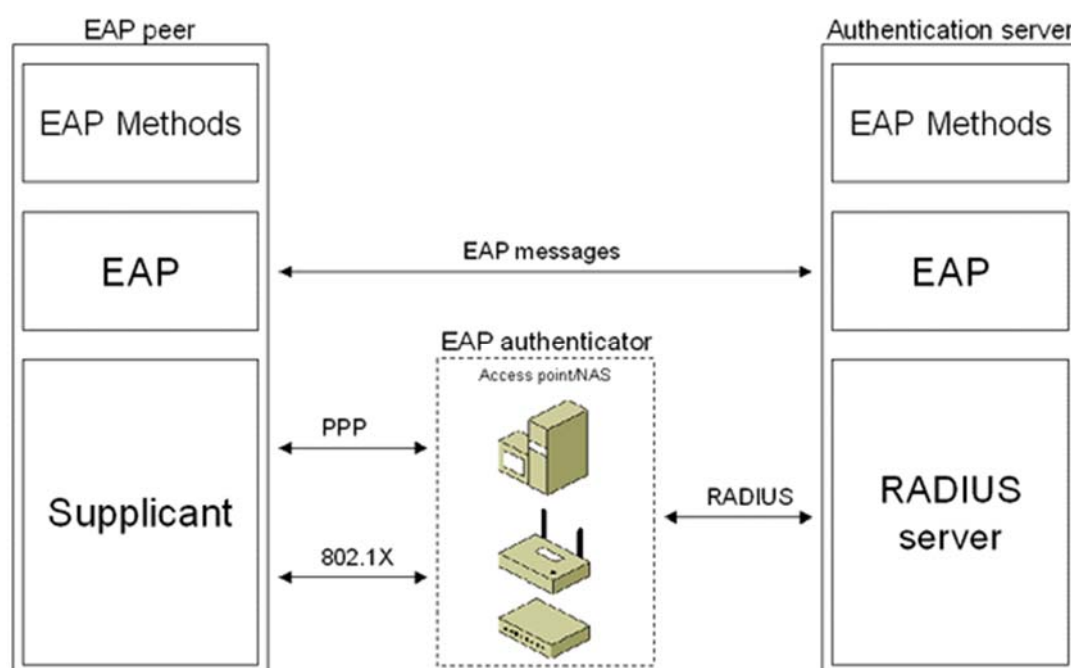 EAP peer
Authentication server
EAP Methods
EAP Methods
EAP
EAP messages
EAP
EAP authenticator
Access point/NAS
PPP
Supplicant
802.1X
RADIUS
RADIUS
server